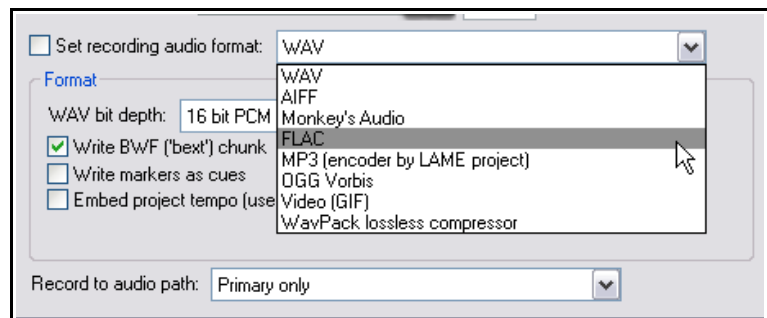 Set recording audio format: WAV
WAV
AIFF
Monkey's Audio
FLAC
MP3 (encoder by LAME project)
OGG Vorbis
Video (GIF)
WavPack lossless compressor
Format
WAV bit depth: 16 bit PCM
Write BWF ('bext') chunk
Write markers as cues
Embed project tempo (use
Record to audio path: Primary only